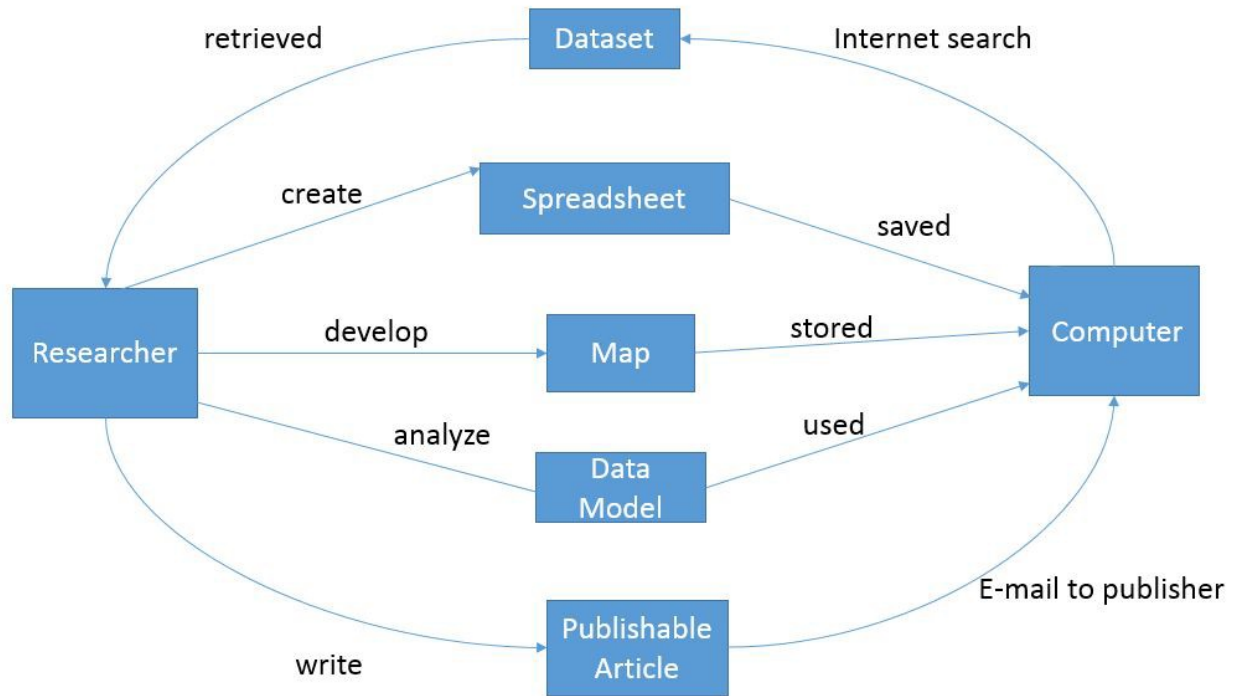 retrieved
Dataset
Internet search
create
Spreadsheet
saved
Researcher
develop
Map
stored
Computer
analyze
Data
Model
used
write
Publishable
Article
E-mail to publisher